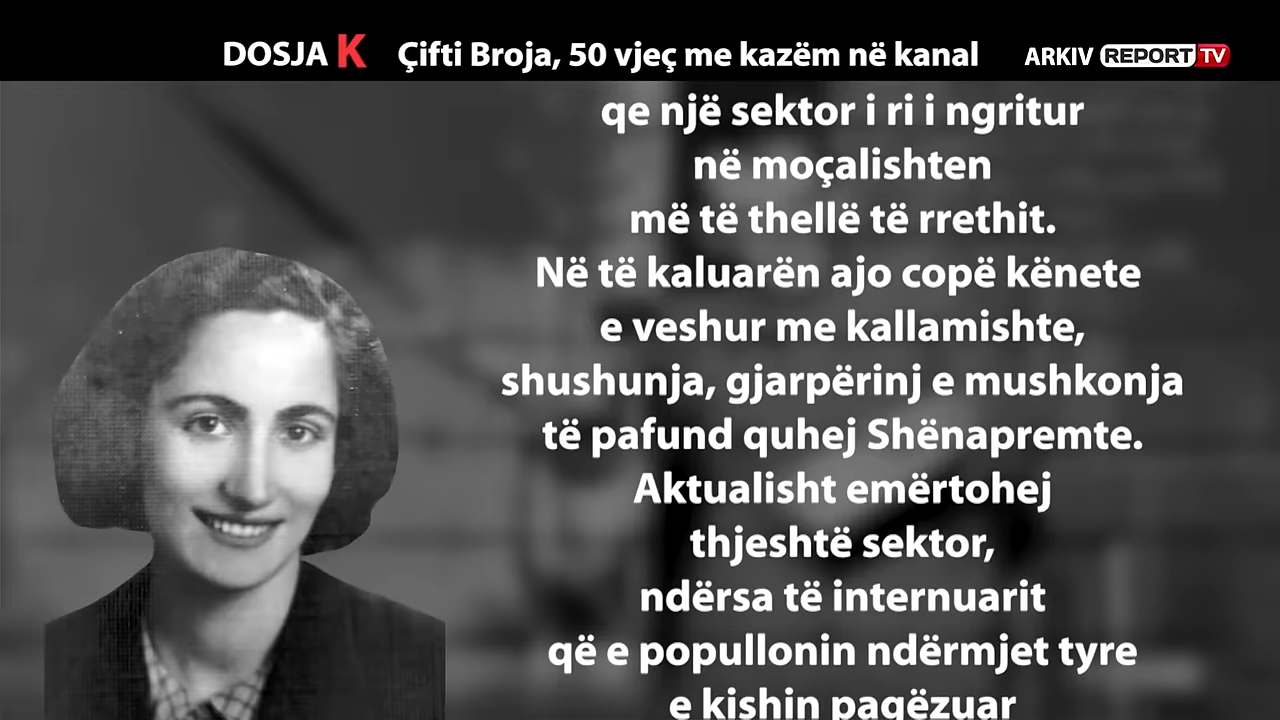 DOSJA K Çifti Broja, 50 vjeç me kazëm në kanal ARKIV REPORT TV
qe një sektor i ri i ngritur
në moçalishten
më të thellë të rrethit.
Në të kaluarën ajo copë kënete
e veshur me kallamishte,
shushunja, gjarpërinj e mushkonja
të pafund quhej Shënapremte.
Aktualisht emërtohej
thjeshtë sektor,
ndërsa të internuarit
që e popullonin ndërmjet tyre
e kishin pagëzuar